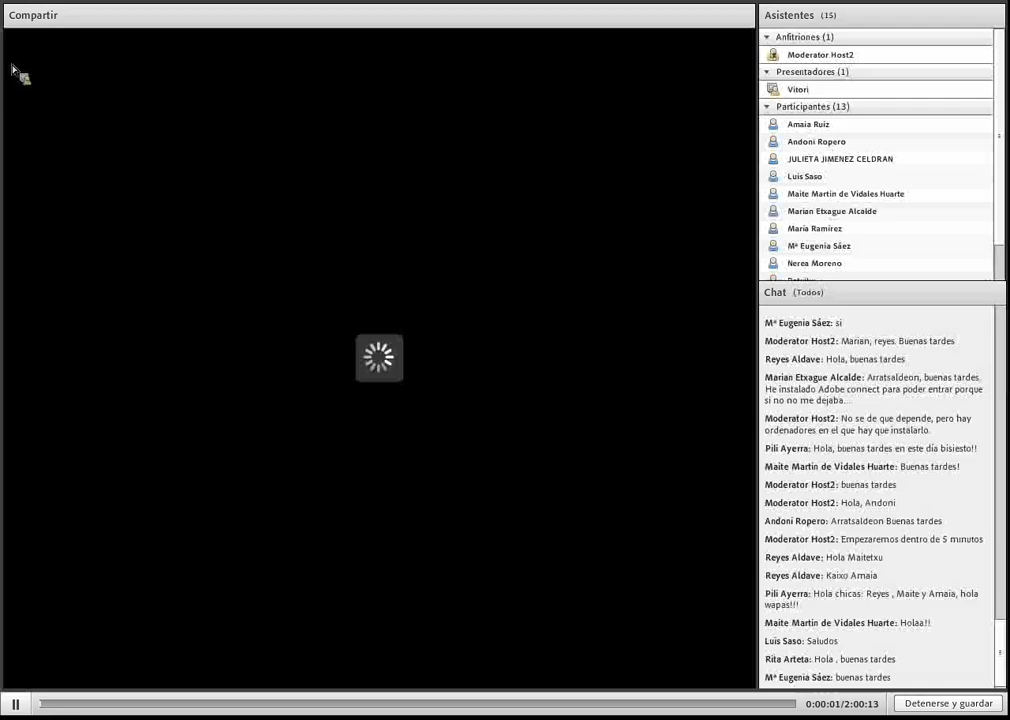 Compartir
Asistentes (15)
Anfitriones (1)
Moderator Host2
Presentadores (1)
Vitori
Participantes (13)
Amaia Ruiz
Andoni Ropero
JULIETA JIMENEZ CELDRAN
Luis Saso
Maite Martin de Vidales Huarte
Marian Etxague Alcalde
María Ramírez
Mª Eugenia Sáez
Nerea Moreno
Chat (Todos)
Mª Eugenia Sáez: si
Moderator Host2: Marian, reyes. Buenas tardes
Reyes Aldave: Hola, buenas tardes
Marian Etxague Alcalde: Arratsaldeon, buenas tardes.
He instalado Adobe connect para poder entrar porque
si no no me dejaba....
Moderator Host2: No se de que depende, pero hay
ordenadores en el que hay que instalarlo.
Pili Ayerra: Hola, buenas tardes en este día bisiesto!!
Maite Martin de Vidales Huarte: Buenas tardes!
Moderator Host2: buenas tardes
Moderator Host2: Hola, Andoni
Andoni Ropero: Arratsaldeon Buenas tardes
Moderator Host2: Empezaremos dentro de 5 minutos
Reyes Aldave: Hola Maitetxu
Reyes Aldave: Kaixo Amaia
Pili Ayerra: Hola chicas: Reyes , Maite y Amaia, hola
wapas!!!
Maite Martin de Vidales Huarte: Holaa!!
Luis Saso: Saludos
Rita Arteta: Hola , buenas tardes
Mª Eugenia Sáez: buenas tardes
0:00:01/2:00:13
Detenerse y guardar